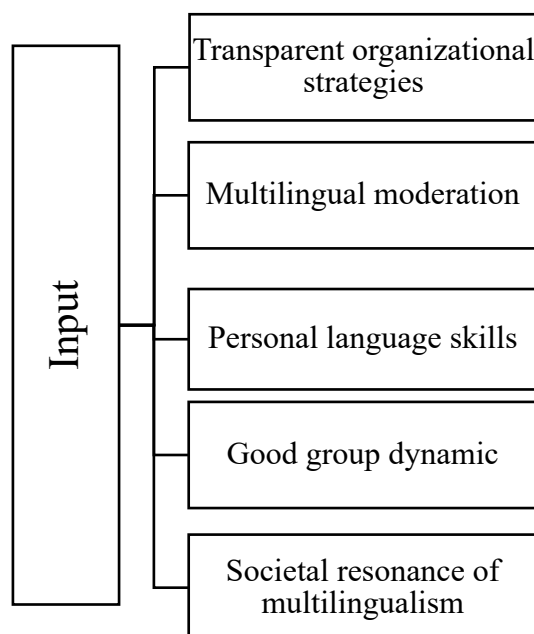 Input
Transparent organizational
strategies
Multilingual moderation
Personal language skills
Good group dynamic
Societal resonance of
multilingualism